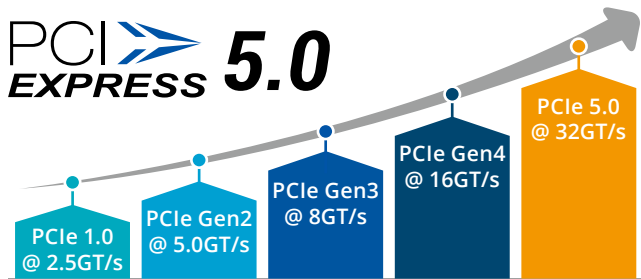 PCI
EXPRESS 5.0
PCIe 1.0
@ 2.5GT/s
PCIe Gen2
@ 5.0GT/s
PCIe Gen3
@ 8GT/s
PCIe Gen4
@ 16GT/s
PCIe 5.0
@ 32GT/s